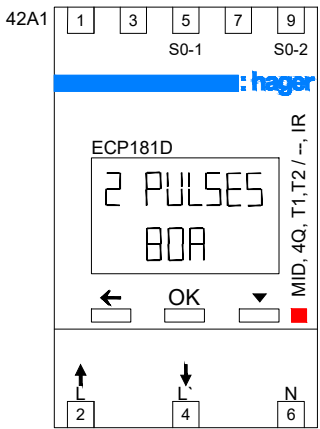 42A1 1 3 5 7 9
S0-1 S0-2
:hager
ECP181D
2 PULSES
80A
MID, 4Q, T1,T2 / --, IR
OK
L L` N
2 4 6